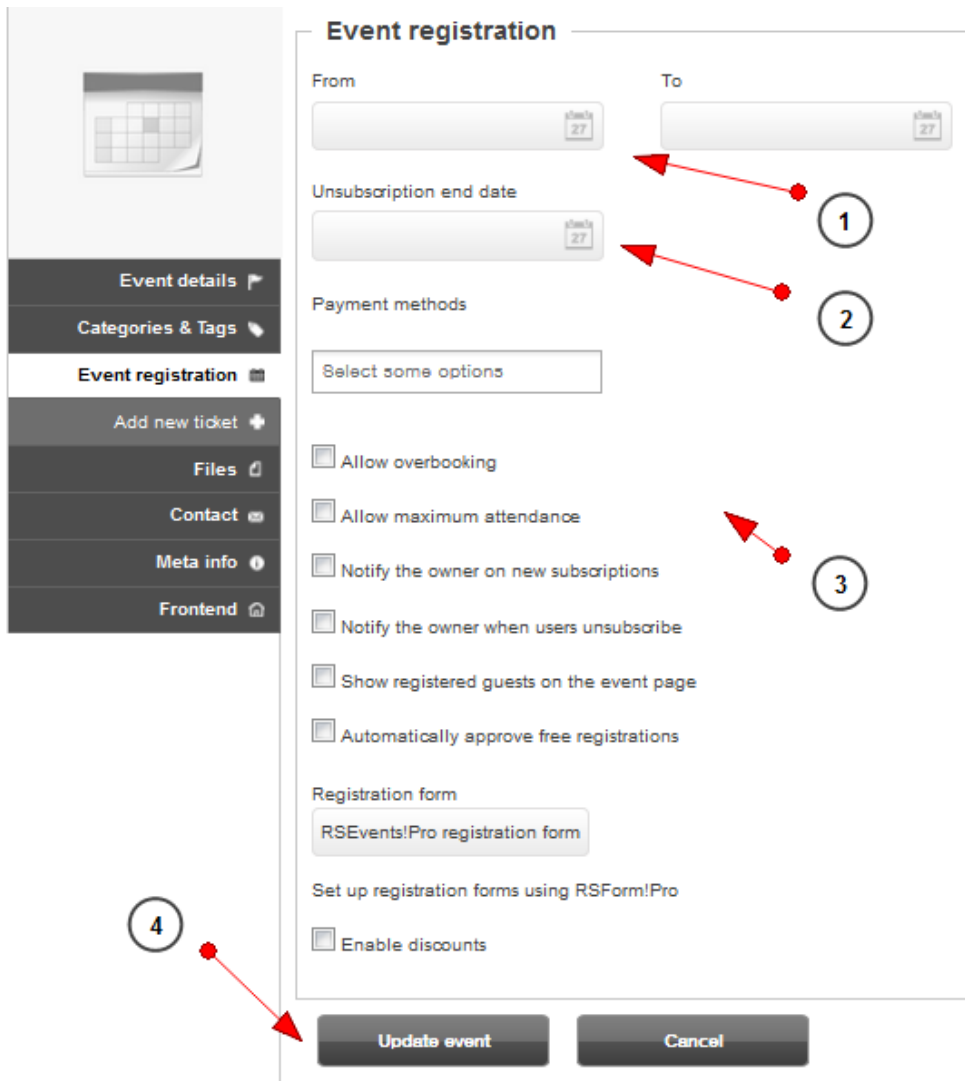 Event registration
From To
27 27
1
Unsubscription end date
27
2
Payment methods
Select some options
Event details
Categories & Tags
Event registration
Add new ticket
Files
Contact
Meta info
Frontend
Allow overbooking
Allow maximum attendance
Notify the owner on new subscriptions
3
Notify the owner when users unsubscribe
Show registered guests on the event page
Automatically approve free registrations
Registration form
RSEvents!Pro registration form
Set up registration forms using RSForm!Pro
4
Enable discounts
Update event Cancel